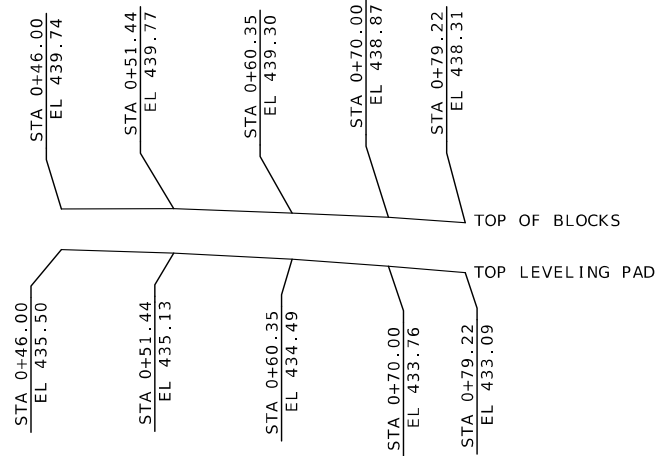 STA 0+46.00
EL 439.74
STA 0+51.44
EL 439.77
STA 0+60.35
EL 439.30
STA 0+70.00
EL 438.87
STA 0+79.22
EL 438.31
TOP OF BLOCKS
TOP LEVELING PAD
STA 0+46.00
EL 435.50
STA 0+51.44
EL 435.13
STA 0+60.35
EL 434.49
STA 0+70.00
EL 433.76
STA 0+79.22
EL 433.09